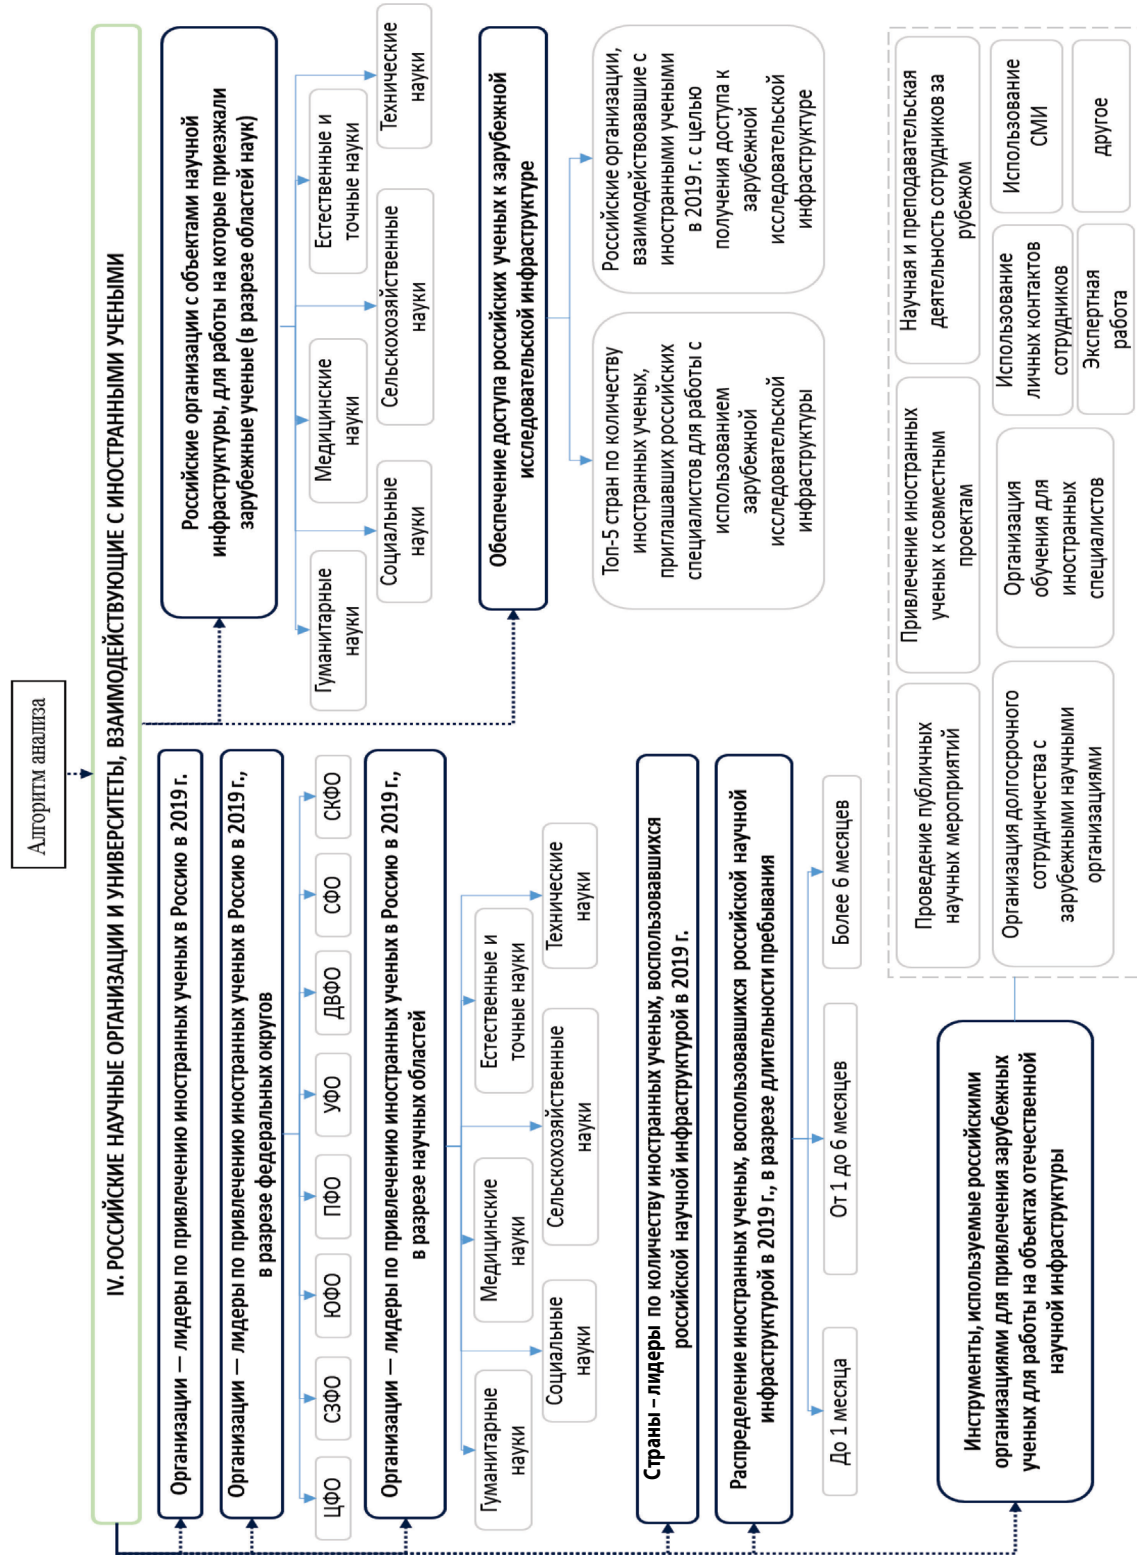 Алгоритм анализа
IV. РОССИЙСКИЕ НАУЧНЫЕ ОРГАНИЗАЦИИ И УНИВЕРСИТЕТЫ, ВЗАИМОДЕЙСТВУЮЩИЕ С ИНОСТРАННЫМИ УЧЕНЫМИ
Организации — лидеры по привлечению иностранных ученых в Россию в 2019 г.
Организации — лидеры по привлечению иностранных ученых в Россию в 2019 г.,
в разрезе федеральных округов
ЦФО
СЗФО
ЮФО
ПФО
УФО
ДВФО
СФО
СКФО
Организации — лидеры по привлечению иностранных ученых в Россию в 2019 г.,
в разрезе научных областей
Гуманитарные
науки
Медицинские
науки
Естественные и
точные науки
Социальные
науки
Сельскохозяйственные
науки
Технические
науки
Страны – лидеры по количеству иностранных ученых, воспользовавшихся
российской научной инфраструктурой в 2019 г.
Распределение иностранных ученых, воспользовавшихся российской научной
инфраструктурой в 2019 г., в разрезе длительности пребывания
До 1 месяца
От 1 до 6 месяцев
Более 6 месяцев
Российские организации с объектами научной
инфраструктуры, для работы на которые приезжали
зарубежные ученые (в разрезе областей наук)
Гуманитарные
науки
Медицинские
науки
Естественные и
точные науки
Социальные
науки
Сельскохозяйственные
науки
Технические
науки
Обеспечение доступа российских ученых к зарубежной
исследовательской инфраструктуре
Топ-5 стран по количеству
иностранных ученых,
приглашавших российских
специалистов для работы с
использованием
зарубежной
исследовательской
инфраструктуры
Российские организации,
взаимодействовавшие с
иностранными учеными
в 2019 г. с целью
получения доступа к
зарубежной
исследовательской
инфраструктуре
Инструменты, используемые российскими
организациями для привлечения зарубежных
ученых для работы на объектах отечественной
научной инфраструктуры
Проведение публичных
научных мероприятий
Привлечение иностранных
ученых к совместным
проектам
Научная и преподавательская
деятельность сотрудников за
рубежом
Организация долгосрочного
сотрудничества с
зарубежными научными
организациями
Организация
обучения для
иностранных
специалистов
Использование
личных контактов
сотрудников
Использование
СМИ
Экспертная
работа
другое